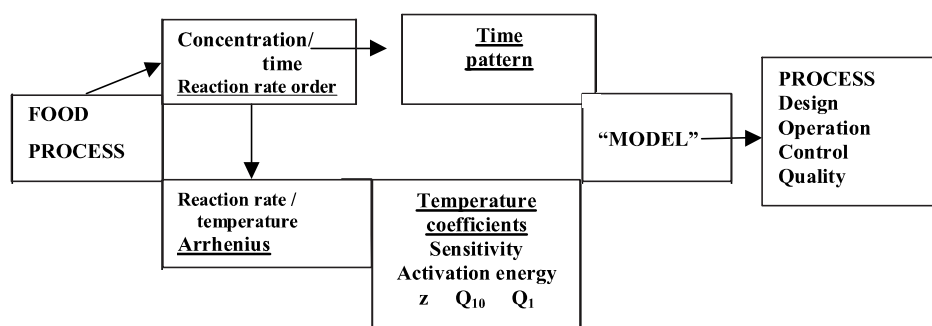 Concentration/
time
Reaction rate order
Time
pattern
FOOD
PROCESS
“MODEL”
PROCESS
Design
Operation
Control
Quality
Reaction rate /
temperature
Arrhenius
Temperature
coefficients
Sensitivity
Activation energy
z Q₁₀ Q₁